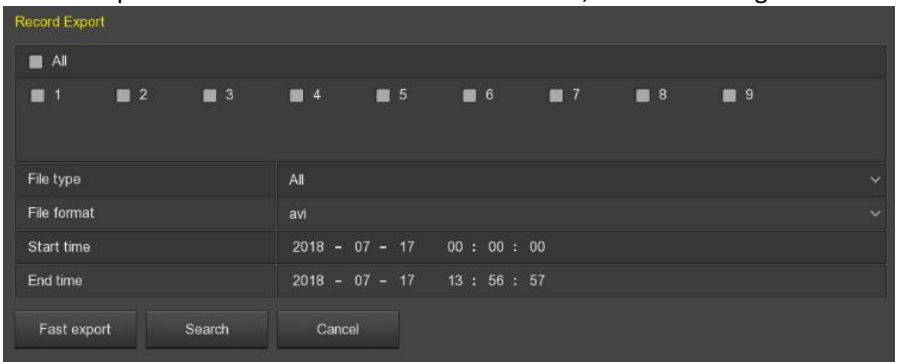 Record Export
All
1 2 3 4 5 6 7 8 9
File type All
File format avi
Start time 2018 - 07 - 17 00 : 00 : 00
End time 2018 - 07 - 17 13 : 56 : 57
Fast export Search Cancel